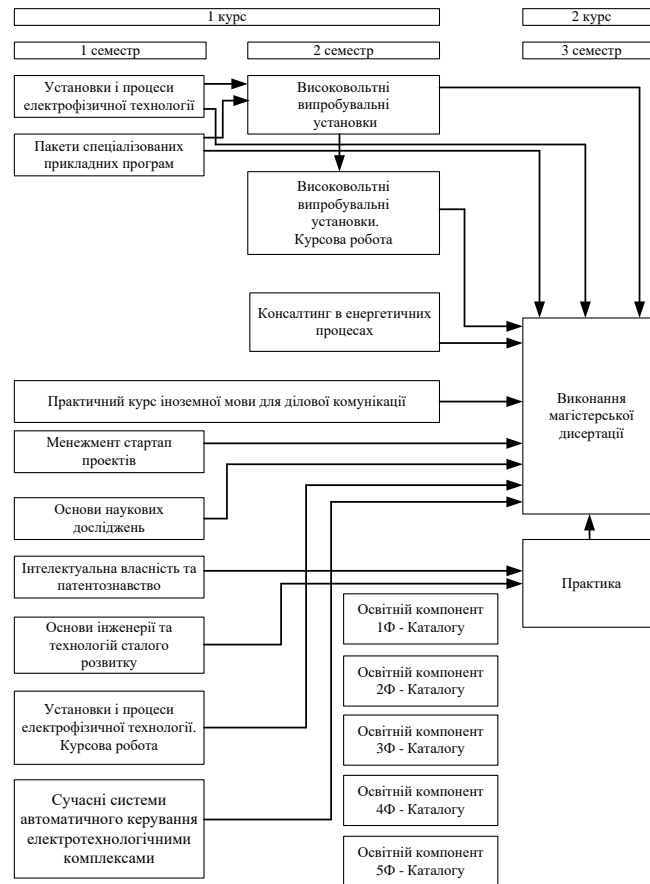 1 курс
2 курс
1 семестр
2 семестр
3 семестр
Установки і процеси
електрофізичної технології
Високовольтні
випробувальні
установки
Пакети спеціалізованих
прикладних програм
Високовольтні
випробувальні
установки.
Курсова робота
Консалтинг в енергетичних
процесах
Виконання
магістерської
дисертації
Практичний курс іноземної мови для ділової комунікації
Менежмент стартап
проектів
Основи наукових
досліджень
Інтелектуальна власність та
патентознавство
Практика
Основи інженерії та
технологій сталого
розвитку
Освітній компонент
1Ф - Каталогу
Освітній компонент
2Ф - Каталогу
Установки і процеси
електрофізичної технології.
Курсова робота
Освітній компонент
3Ф - Каталогу
Сучасні системи
автоматичного керування
електротехнологічними
комплексами
Освітній компонент
4Ф - Каталогу
Освітній компонент
5Ф - Каталогу